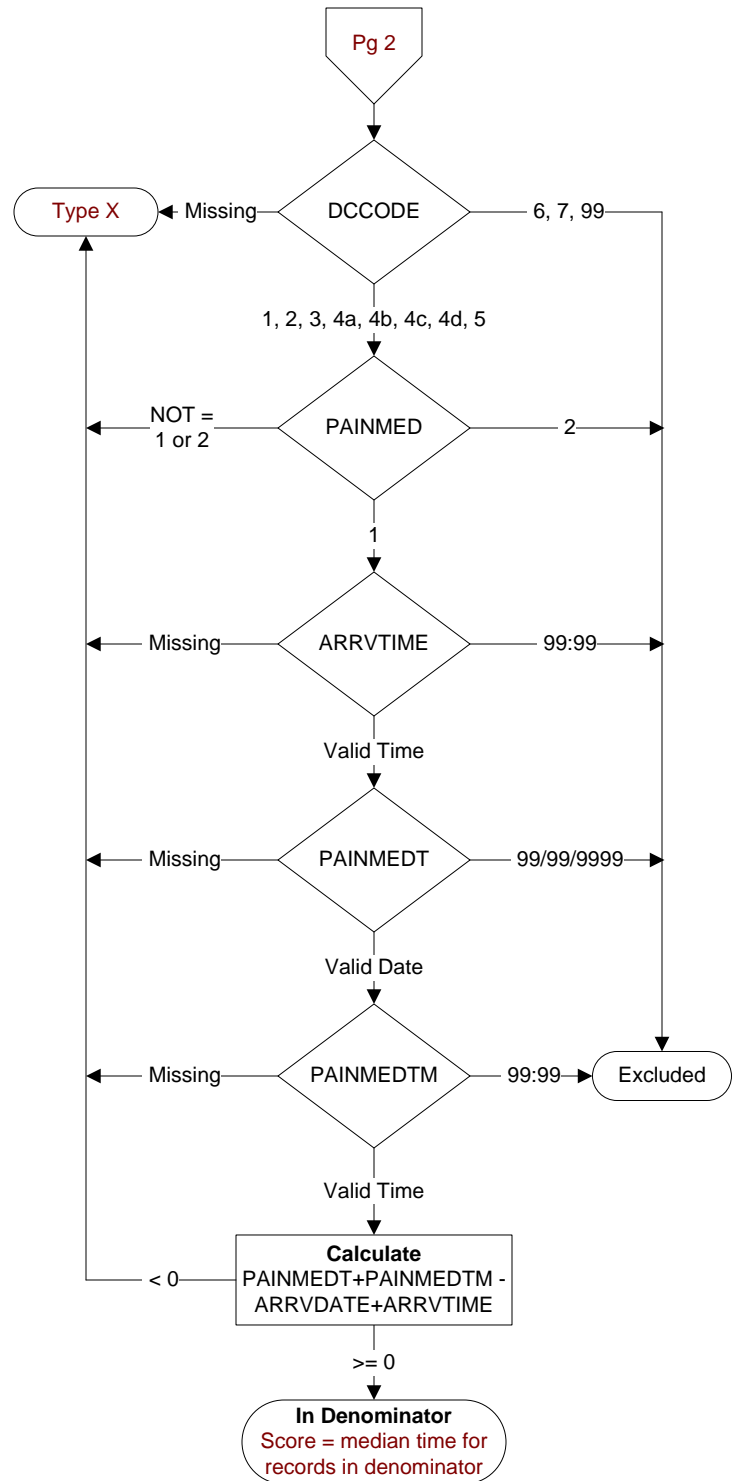 Pg 2
Type X
Missing
DCCODE
6, 7, 99
1, 2, 3, 4a, 4b, 4c, 4d, 5
NOT =
1 or 2
PAINMED
2
1
Missing
ARRVTIME
99:99
Valid Time
Missing
PAINMEDT
99/99/9999
Valid Date
Missing
PAINMEDTM
99:99
Excluded
Valid Time
Calculate
PAINMEDT+PAINMEDTM -
ARRVDATE+ARRVTIME
< 0
>= 0
In Denominator
Score = median time for
records in denominator